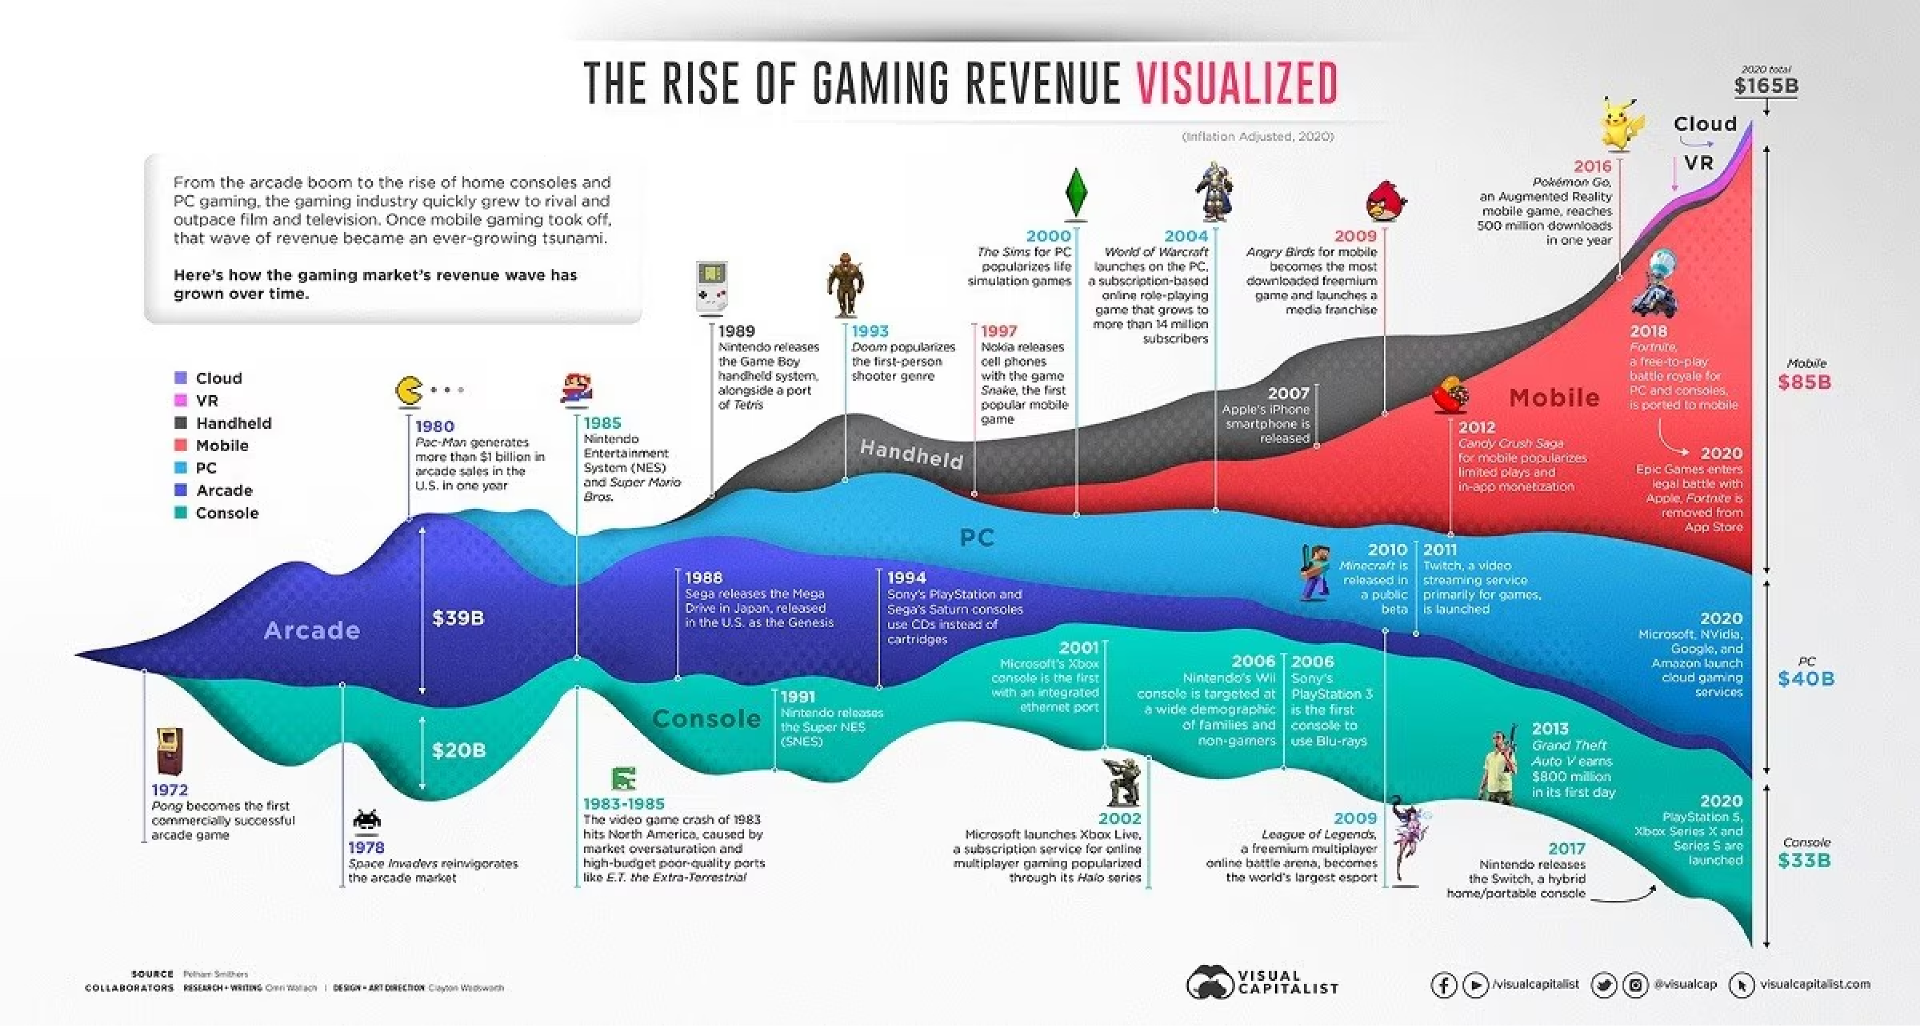 THE RISE OF GAMING REVENUE VISUALIZED
(Inflation Adjusted, 2020)
From the arcade boom to the rise of home consoles and
PC gaming, the gaming industry quickly grew to rival and
outpace film and television. Once mobile gaming took off,
that wave of revenue became an ever-growing tsunami.
Here's how the gaming market's revenue wave has
grown over time.
Cloud
VR
Handheld
Mobile
PC
Arcade
Console
1980
Pac-Man generates
more than $1 billion in
arcade sales in the
U.S. in one year
1985
Nintendo
Entertainment
System (NES)
and Super Mario
Bros.
1989
Nintendo releases
the Game Boy
handheld system,
alongside a port
of Tetris
1993
Doom popularizes
the first-person
shooter genre
1997
Nokia releases
cell phones
with the game
Snake, the first
popular mobile
game
2000
The Sims for PC
popularizes life
simulation games
2004
World of Warcraft
launches on the PC,
a subscription-based
online role-playing
game that grows to
more than 14 million
subscribers
2009
Angry Birds for mobile
becomes the most
downloaded freemium
game and launches a
media franchise
2016
Pokémon Go,
an Augmented Reality
mobile game, reaches
500 million downloads
in one year
Cloud
VR
2020 total
$165B
2007
Apple's iPhone
smartphone is
released
Handheld
Mobile
2018
Fortnite,
a free-to-play
battle royale for
PC and consoles,
is ported to mobile
2012
Candy Crush Saga
for mobile popularizes
limited plays and
in-app monetization
2020
Epic Games enters
legal battle with
Apple, Fortnite is
removed from
App Store
Mobile
$85B
PC
2010
Minecraft is
released in
a public
beta
2011
Twitch, a video
streaming service
primarily for games,
is launched
2020
Microsoft, NVidia,
Google, and
Amazon launch
cloud gaming
services
PC
$40B
Arcade
$39B
1988
Sega releases the Mega
Drive in Japan, released
in the U.S. as the Genesis
1994
Sony's PlayStation and
Sega's Saturn consoles
use CDs instead of
cartridges
Console
$20B
1991
Nintendo releases
the Super NES
(SNES)
2001
Microsoft's Xbox
console is the first
with an integrated
ethernet port
2006
Nintendo's Wii
console is targeted at
a wide demographic
of families and
non-gamers
2006
Sony's
PlayStation 3
is the first
console to
use Blu-rays
2013
Grand Theft
Auto V earns
$800 million
in its first day
2020
PlayStation 5,
Xbox Series X and
Series S are
launched
Console
$33B
1972
Pong becomes the first
commercially successful
arcade game
1978
Space Invaders reinvigorates
the arcade market
1983-1985
The video game crash of 1983
hits North America, caused by
market oversaturation and
high-budget poor-quality ports
like E.T. the Extra-Terrestrial
2002
Microsoft launches Xbox Live,
a subscription service for online
multiplayer gaming popularized
through its Halo series
2009
League of Legends,
a freemium multiplayer
online battle arena, becomes
the world's largest esport
2017
Nintendo releases
the Switch, a hybrid
home/portable console
SOURCE Pelham Smithers
COLLABORATORS RESEARCH + WRITING Omri Wallach | DESIGN + ART DIRECTION Clayton Wadsworth
VISUAL
CAPITALIST
/visualcapitalist @visualcap visualcapitalist.com